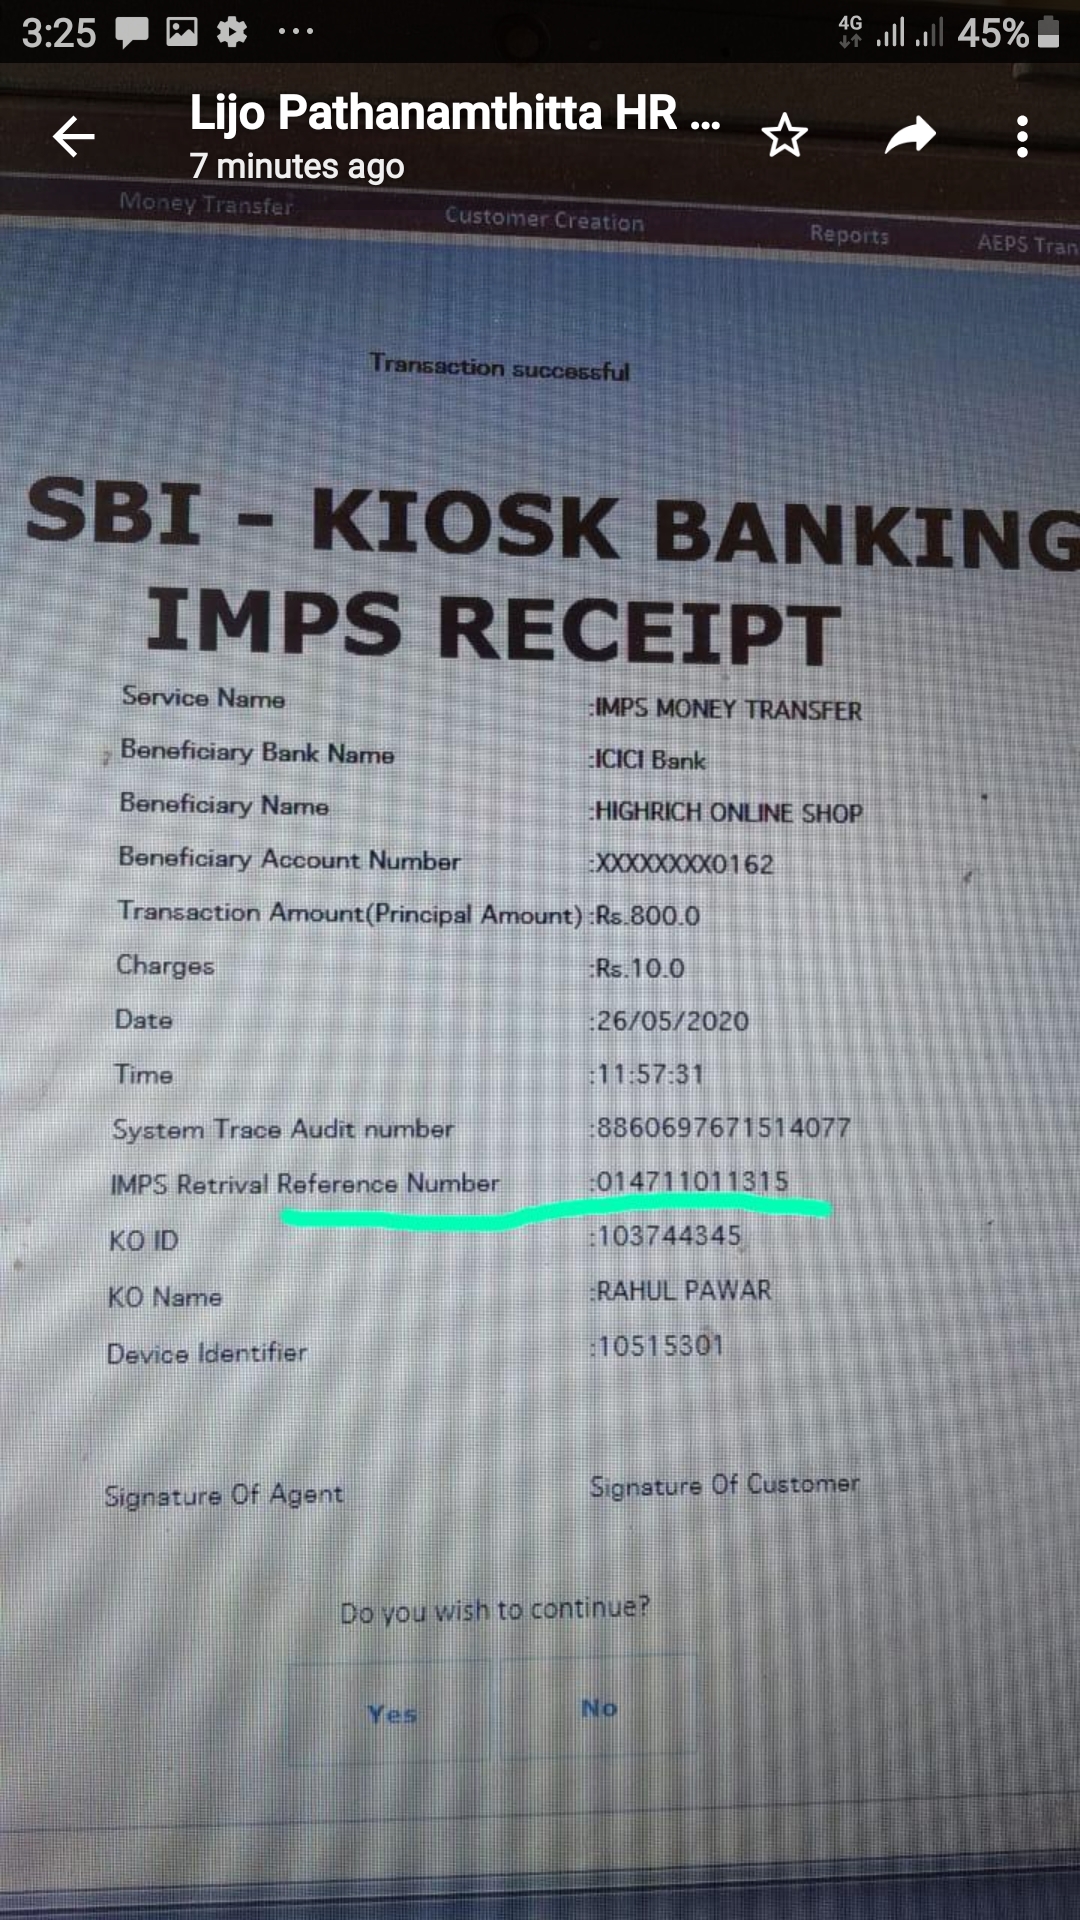 3:25 4G 45%
Lijo Pathanamthitta HR ...
7 minutes ago
Money Transfer Customer Creation Reports AEPS Tran
Transaction successful
SBI - KIOSK BANKING
IMPS RECEIPT
Service Name :IMPS MONEY TRANSFER
Beneficiary Bank Name :ICICI Bank
Beneficiary Name :HIGHRICH ONLINE SHOP
Beneficiary Account Number :XXXXXXXX0162
Transaction Amount(Principal Amount) :Rs.800.0
Charges :Rs.10.0
Date :26/05/2020
Time :11:57:31
System Trace Audit number :8860697671514077
IMPS Retrival Reference Number :014711011315
KO ID :103744345
KO Name :RAHUL PAWAR
Device Identifier :10515301
Signature Of Agent Signature Of Customer
Do you wish to continue?
Yes No